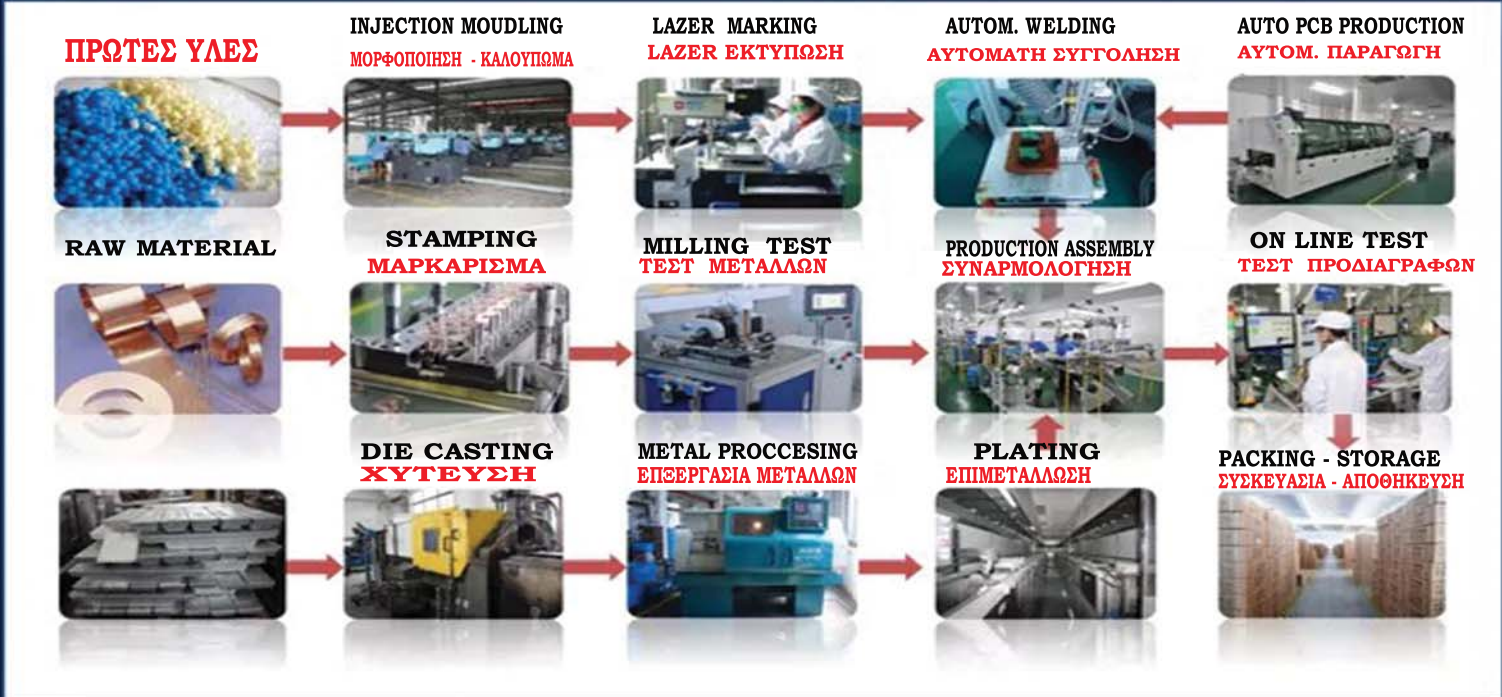 ΠΡΩΤΕΣ ΥΛΕΣ
INJECTION MOUDLING
ΜΟΡΦΟΠΟΙΗΣΗ - ΚΑΛΟΥΠΩΜΑ
LAZER MARKING
LAZER ΕΚΤΥΠΩΣΗ
AUTOM. WELDING
ΑΥΤΟΜΑΤΗ ΣΥΓΓΟΛΗΣΗ
AUTO PCB PRODUCTION
ΑΥΤΟΜ. ΠΑΡΑΓΩΓΗ
RAW MATERIAL
STAMPING
ΜΑΡΚΑΡΙΣΜΑ
MILLING TEST
ΤΕΣΤ ΜΕΤΑΛΛΩΝ
PRODUCTION ASSEMBLY
ΣΥΝΑΡΜΟΛΟΓΗΣΗ
ON LINE TEST
ΤΕΣΤ ΠΡΟΔΙΑΓΡΑΦΩΝ
DIE CASTING
ΧΥΤΕΥΣΗ
METAL PROCCESING
ΕΠΞΕΡΓΑΣΙΑ ΜΕΤΑΛΛΩΝ
PLATING
ΕΠΙΜΕΤΑΛΛΩΣΗ
PACKING - STORAGE
ΣΥΣΚΕΥΑΣΙΑ - ΑΠΟΘΗΚΕΥΣΗ